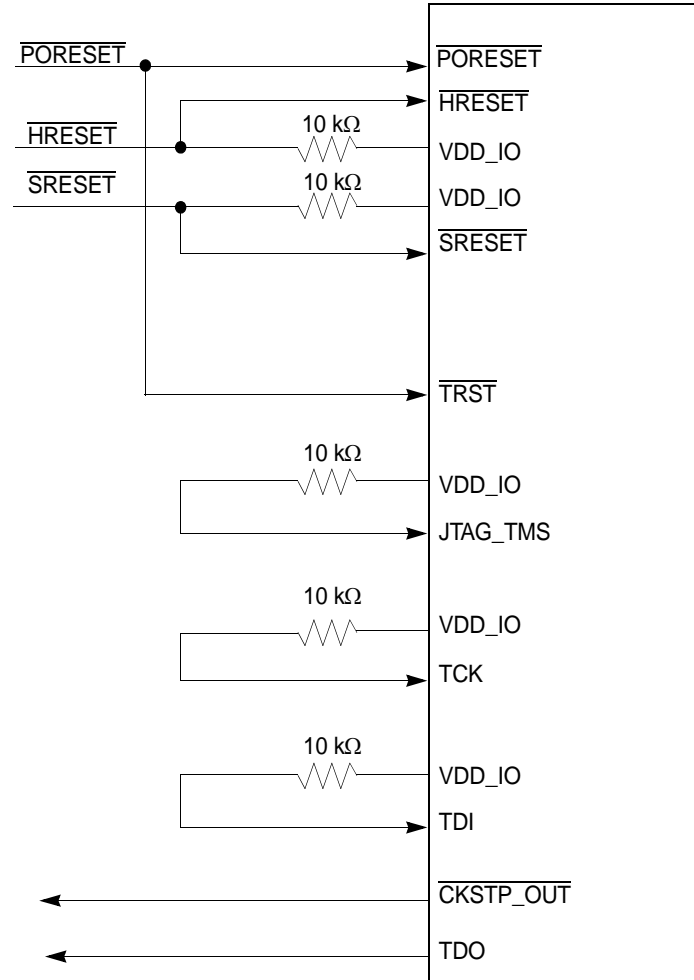 PORESET PORESET
HRESET
10 kΩ
HRESET VDD_IO
SRESET 10 kΩ VDD_IO
SRESET
TRST
10 kΩ
VDD_IO
JTAG_TMS
10 kΩ
VDD_IO
TCK
10 kΩ
VDD_IO
TDI
CKSTP_OUT
TDO